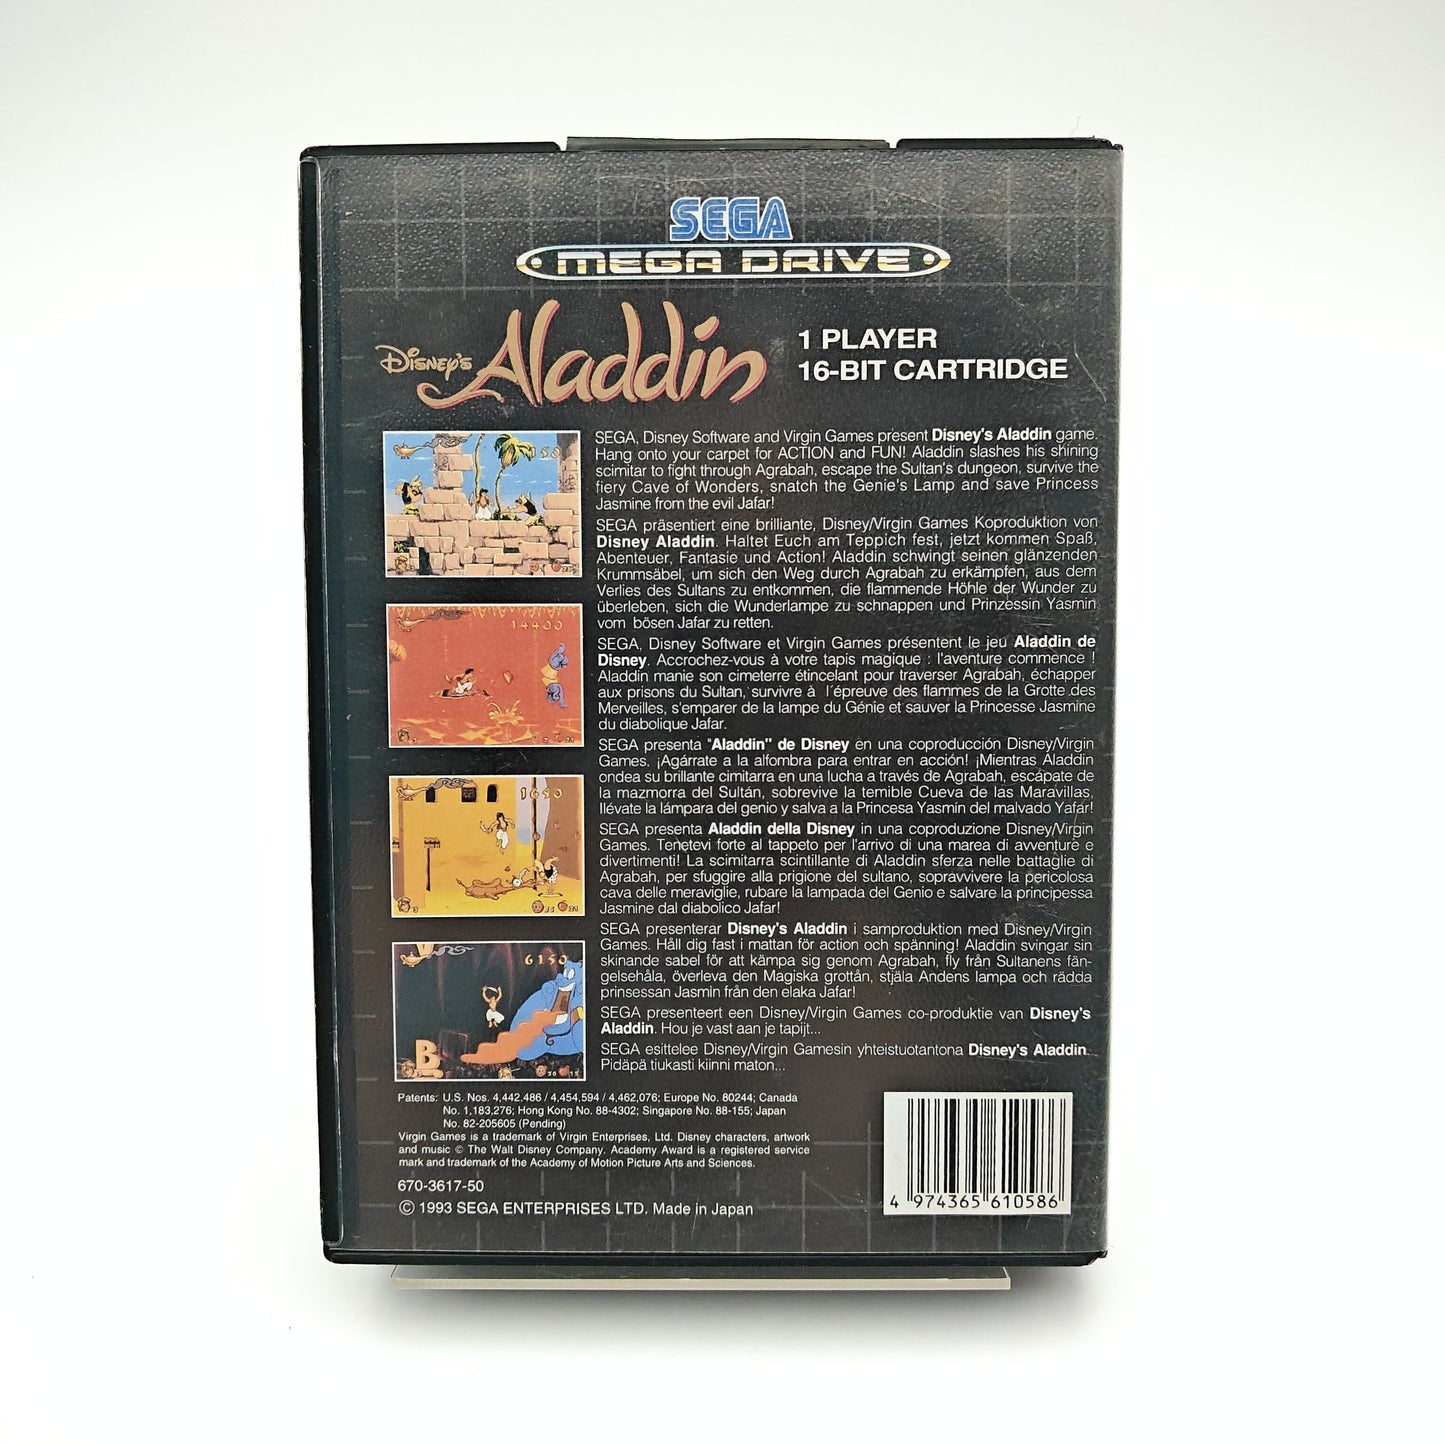 SEGA
MEGA DRIVE
Disney's Aladdin
1 PLAYER
16-BIT CARTRIDGE
SEGA, Disney Software and Virgin Games present Disney's Aladdin game.
Hang onto your carpet for ACTION and FUN! Aladdin slashes his shining
scimitar to fight through Agrabah, escape the Sultan's dungeon, survive the
fiery Cave of Wonders, snatch the Genie's Lamp and save Princess
Jasmine from the evil Jafar!
SEGA präsentiert eine brilliante, Disney/Virgin Games Koproduktion von
Disney Aladdin. Haltet Euch am Teppich fest, jetzt kommen Spaß,
Abenteuer, Fantasie und Action! Aladdin schwingt seinen glänzenden
Krummsäbel, um sich den Weg durch Agrabah zu erkämpfen, aus dem
Verlies des Sultans zu entkommen, die flammende Höhle der Wunder zu
überleben, sich die Wunderlampe zu schnappen und Prinzessin Yasmin
vom bösen Jafar zu retten.
SEGA, Disney Software et Virgin Games présentent le jeu Aladdin de
Disney. Accrochez-vous à votre tapis magique : l'aventure commence !
Aladdin manie son cimeterre étincelant pour traverser Agrabah, échapper
aux prisons du Sultan, survivre à l´épreuve des flammes de la Grotte des
Merveilles, s'emparer de la lampe du Génie et sauver la Princesse Jasmine
du diabolique Jafar.
SEGA presenta "Aladdin" de Disney en una coproducción Disney/Virgin
Games. ¡Agárrate a la alfombra para entrar en acción! ¡Mientras Aladdin
ondea su brillante cimitarra en una lucha a través de Agrabah, escápate de
la mazmorra del Sultán, sobrevive la temible Cueva de las Maravillas,
llévate la lámpara del genio y salva a la Princesa Yasmín del malvado Yafár!
SEGA presenta Aladdin della Disney in una coproduzione Disney/Virgin
Games. Tenetevi forte al tappeto per l'arrivo di una marea di avventure e
divertimenti! La scimitarra scintillante di Aladdin sferza nelle battaglie di
Agrabah, per sfuggire alla prigione del sultano, sopravvivere la pericolosa
cava delle meraviglie, rubare la lampada del Genio e salvare la principessa
Jasmine dal diabolico Jafar!
SEGA presenterar Disney's Aladdin i samproduktion med Disney/Virgin
Games. Håll dig fast i mattan för action och spänning! Aladdin svingar sin
skinande sabel för att kämpa sig genom Agrabah, fly från Sultanens fän-
gelsehåla, överleva den Magiska grottån, stjäla Andens lampa och rädda
prinsessan Jasmin från den elaka Jafar!
SEGA presenteert een Disney/Virgin Games co-produktie van Disney's
Aladdin. Hou je vast aan je tapijt...
SEGA esittelee Disney/Virgin Gamesin yhteistuotantona Disney's Aladdin.
Pidäpä tiukasti kiinni maton...
150
14400
1650
6150
B
Patents: U.S. Nos. 4,442,486 / 4,454,594 / 4,462,076; Europe No. 80244; Canada
No. 1,183,276; Hong Kong No. 88-4302; Singapore No. 88-155; Japan
No. 82-205605 (Pending)
Virgin Games is a trademark of Virgin Enterprises, Ltd. Disney characters, artwork
and music © The Walt Disney Company. Academy Award is a registered service
mark and trademark of the Academy of Motion Picture Arts and Sciences.
670-3617-50
© 1993 SEGA ENTERPRISES LTD. Made in Japan
4 974365 610586